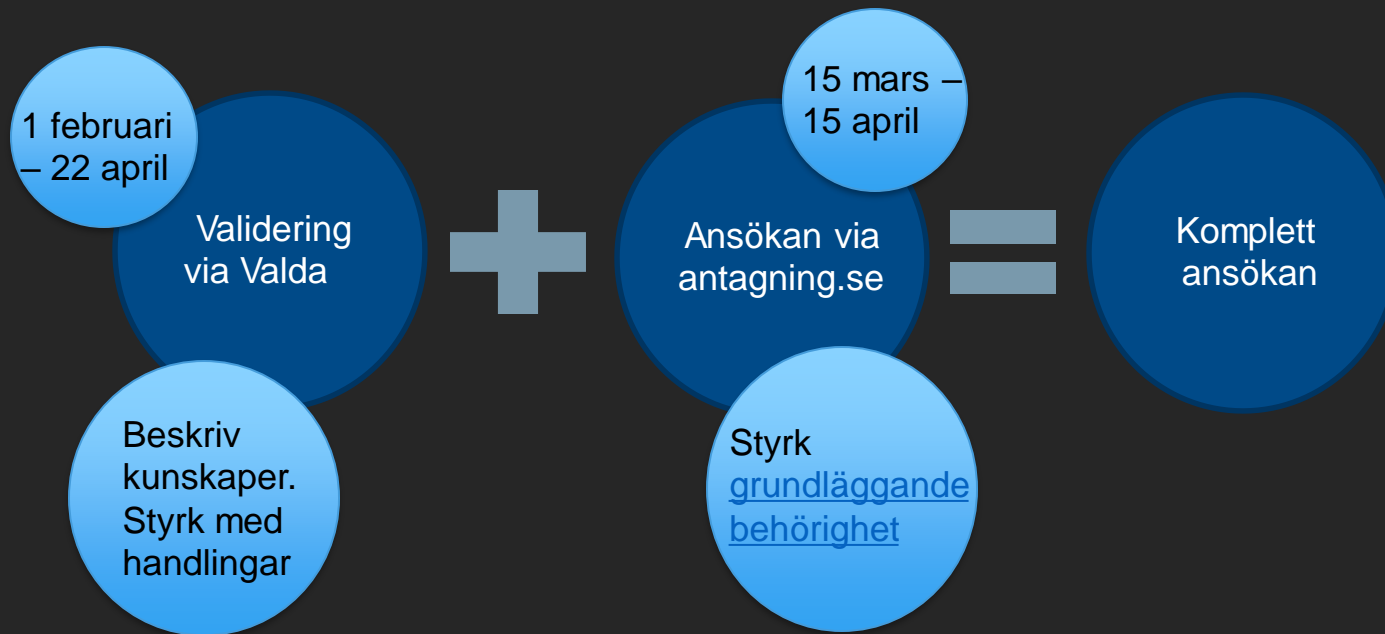 1 februari
– 22 april
Validering
via Valda
Beskriv
kunskaper.
Styrk med
handlingar
15 mars –
15 april
Ansökan via
antagning.se
Styrk
grundläggande
behörighet
Komplett
ansökan